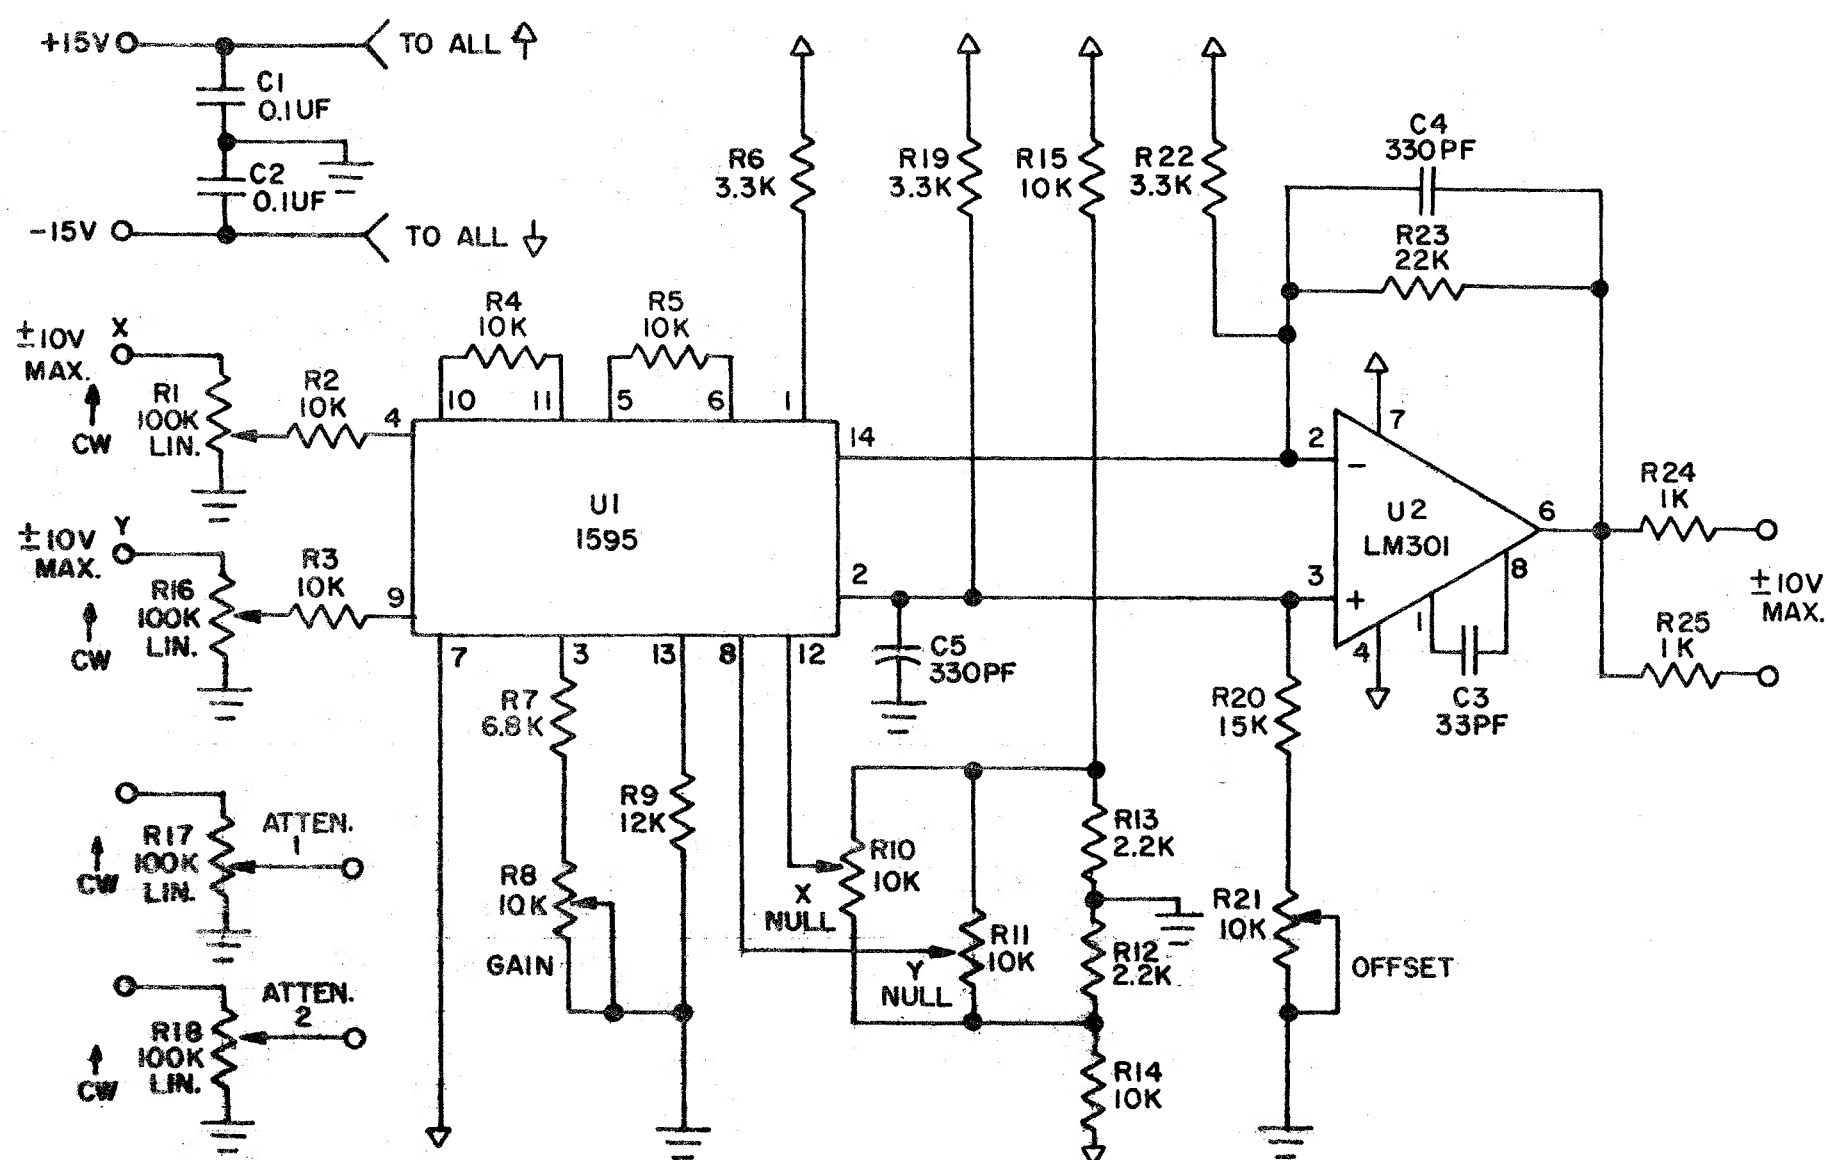 +15V
TO ALL
C1
0.1UF
C2
0.1UF
-15V
TO ALL
R6
3.3K
R19
3.3K
R15
10K
R22
3.3K
C4
330PF
R23
22K
±10V
MAX.
X
CW
R1
100K
LIN.
R2
10K
4
R4
10K
10
11
R5
10K
5
6
1
14
U1
1595
2
±10V
MAX.
Y
CW
R16
100K
LIN.
R3
10K
9
7
3
13
8
12
C5
330PF
2
-
7
U2
LM301
6
3
+
4
1
8
C3
33PF
R24
1K
±10V
MAX.
R25
1K
R7
6.8K
R9
12K
R8
10K
GAIN
R10
10K
X
NULL
R11
10K
Y
NULL
R13
2.2K
R12
2.2K
R14
10K
R20
15K
R21
10K
OFFSET
CW
R17
100K
LIN.
ATTEN.
1
CW
R18
100K
LIN.
ATTEN.
2